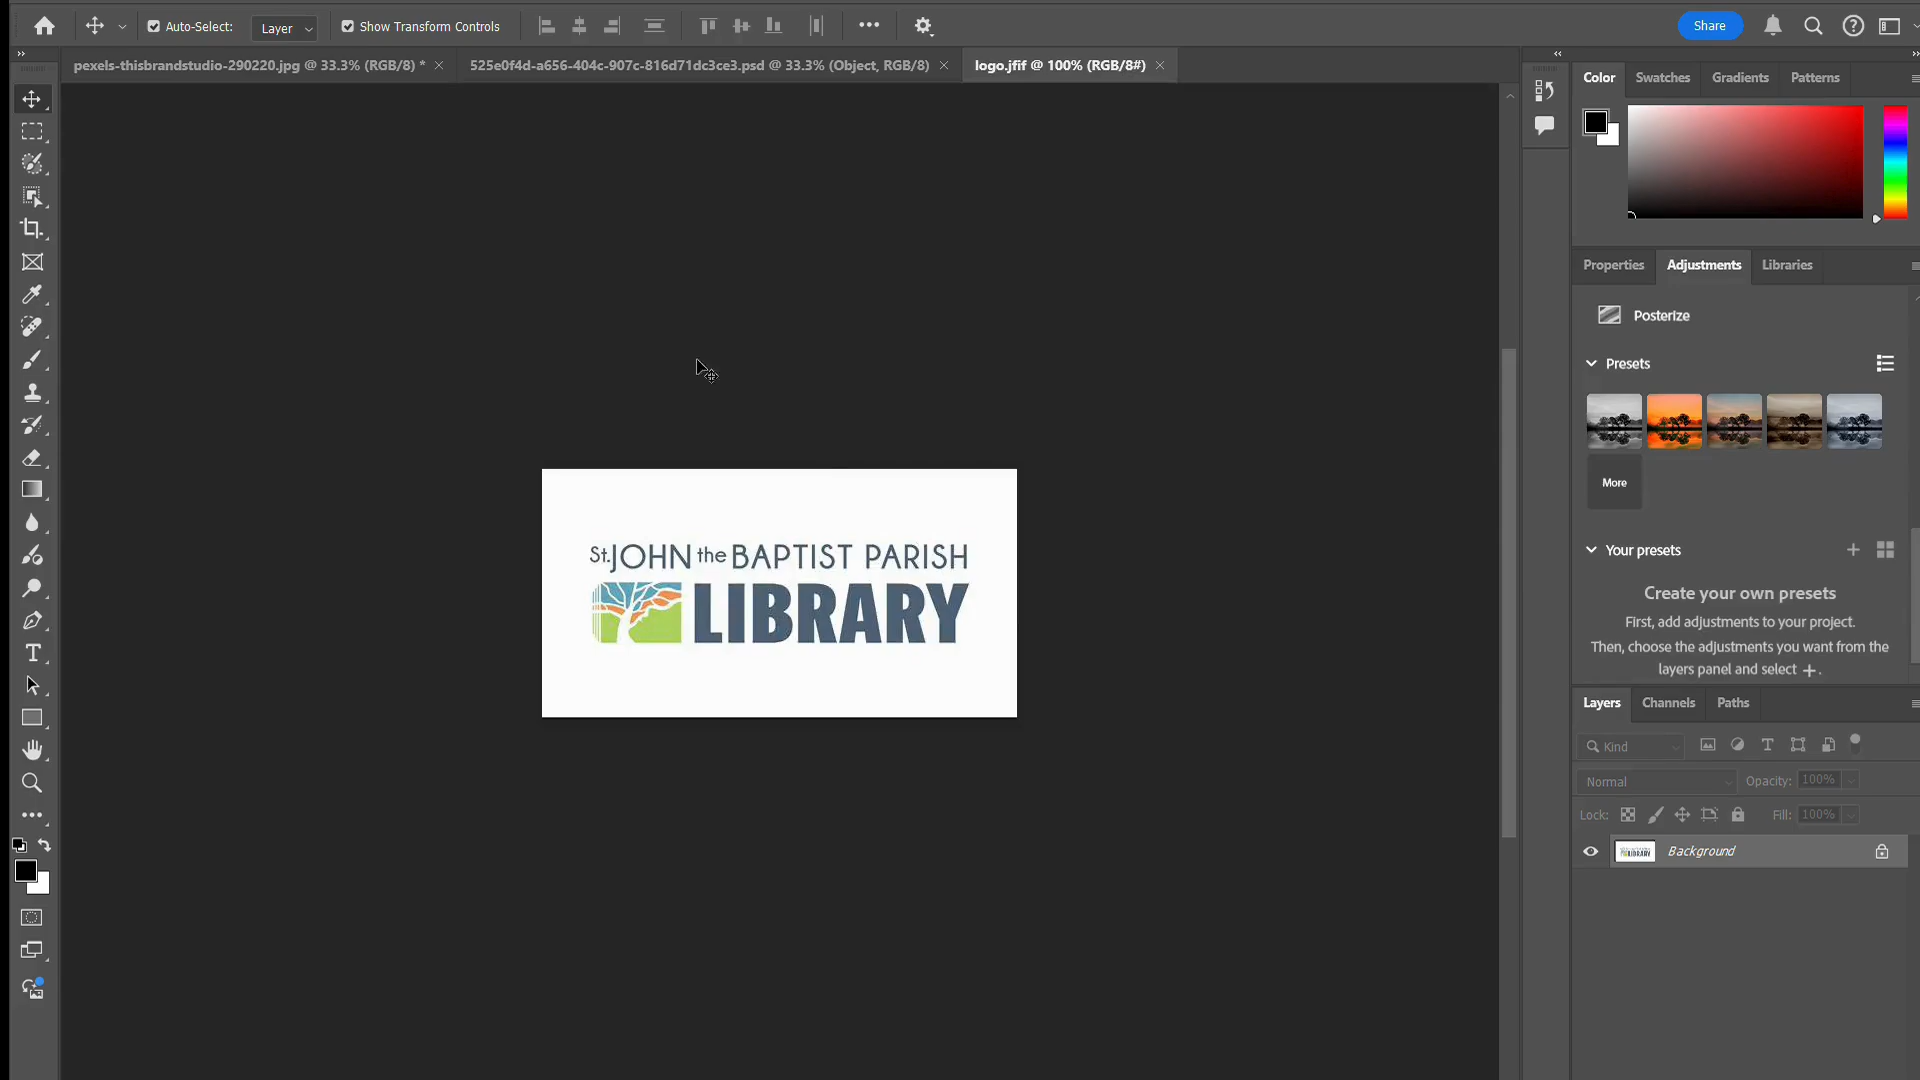 Auto-Select:
Layer
Show Transform Controls
Share
pexels-thisbrandstudio-290220.jpg @ 33.3% (RGB/8) *
525e0f4d-a656-404c-907c-816d71dc3ce3.psd @ 33.3% (Object, RGB/8)
logo.jfif @ 100% (RGB/8#)
Color
Swatches
Gradients
Patterns
Properties
Adjustments
Libraries
Posterize
Presets
More
Your presets
Create your own presets
First, add adjustments to your project.
Then, choose the adjustments you want from the
layers panel and select +.
St. JOHN the BAPTIST PARISH
LIBRARY
Layers
Channels
Paths
Kind
Normal
Opacity: 100%
Lock:
Fill: 100%
LIBRARY
Background